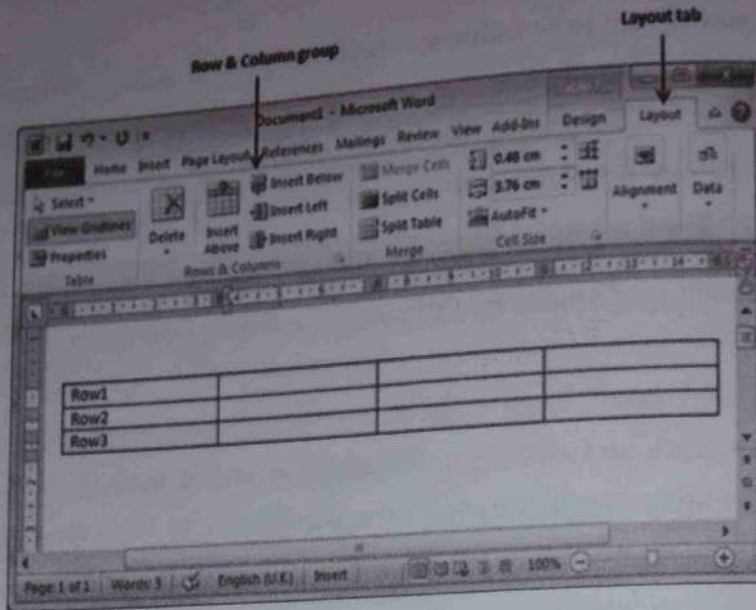 Layout tab
Row & Column group
Document1 - Microsoft Word
File Home Insert Page Layout References Mailings Review View Add-Ins Design Layout
Select
View Gridlines
Properties
Table
Delete
Insert Above
Insert Below
Insert Left
Insert Right
Rows & Columns
Merge Cells
Split Cells
Split Table
Merge
0.48 cm
3.76 cm
AutoFit
Cell Size
Alignment
Data
Row1
Row2
Row3
Page: 1 of 1 Words: 3 English (U.K.) Insert 100%